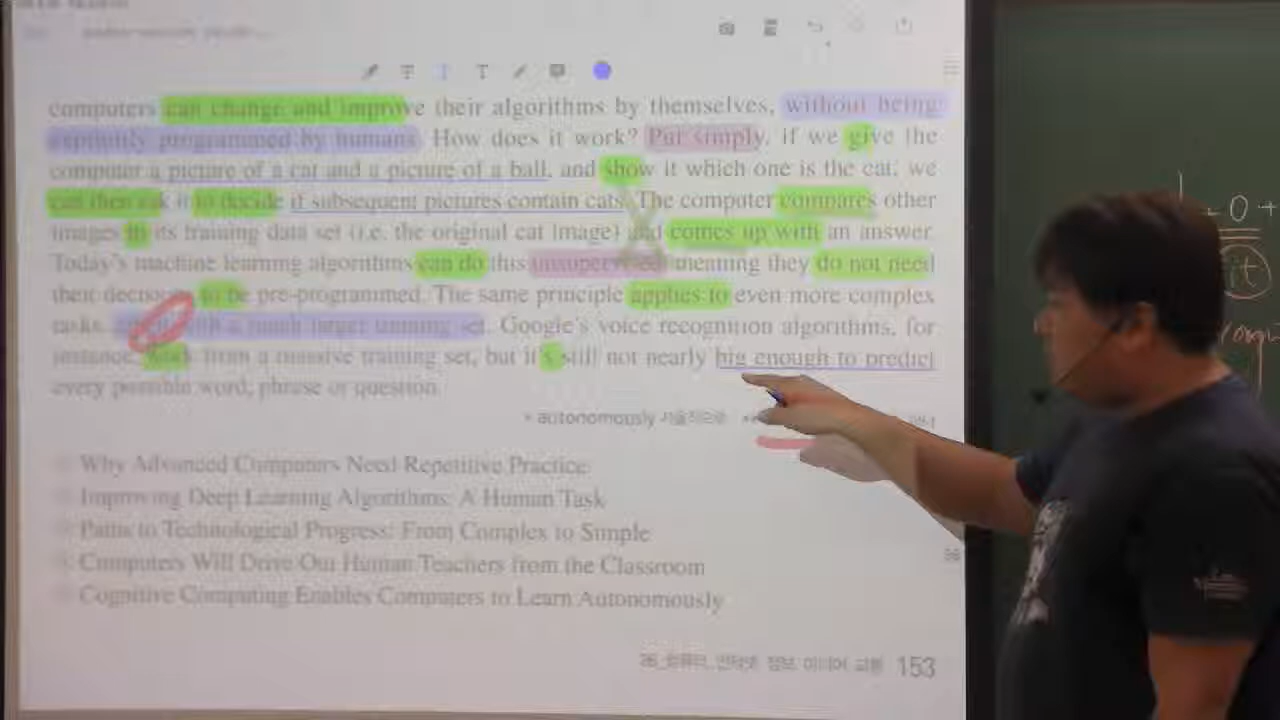 computers can change and improve their algorithms by themselves, without being
explicitly programmed by humans. How does it work? Put simply, if we give the
computer a picture of a cat and a picture of a ball, and show it which one is the cat, we
can then ask it to decide if subsequent pictures contain cats. The computer compares other
images to its training data set (i.e. the original cat image) and comes up with an answer.
Today's machine learning algorithms can do this unsupervised, meaning they do not need
their decisions to be pre-programmed. The same principle applies to even more complex
tasks, with a much larger training set. Google's voice recognition algorithms, for
instance, work from a massive training set, but it's still not nearly big enough to predict
every possible word, phrase or question.
* autonomously
Why Advanced Computers Need Repetitive Practice
Improving Deep Learning Algorithms: A Human Task
Paths to Technological Progress: From Complex to Simple
Computers Will Drive Out Human Teachers from the Classroom
Cognitive Computing Enables Computers to Learn Autonomously
153